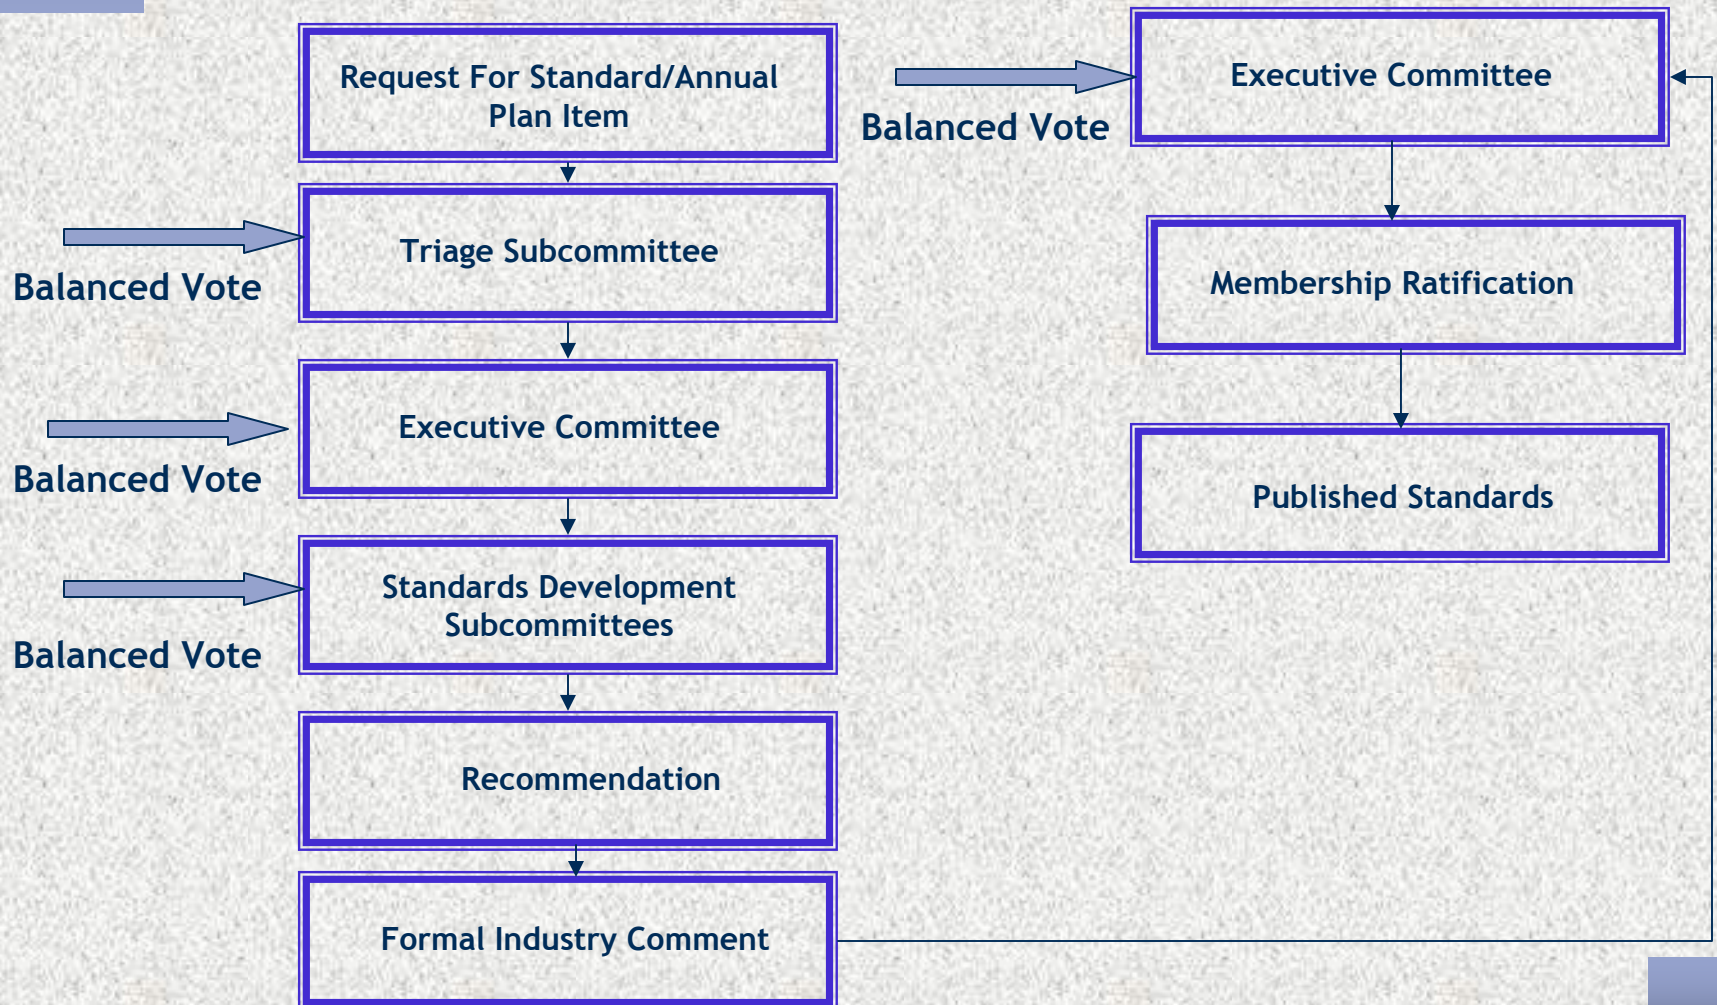 Request For Standard/Annual
Plan Item
Balanced Vote
Triage Subcommittee
Balanced Vote
Executive Committee
Balanced Vote
Standards Development
Subcommittees
Recommendation
Formal Industry Comment
Balanced Vote
Executive Committee
Membership Ratification
Published Standards